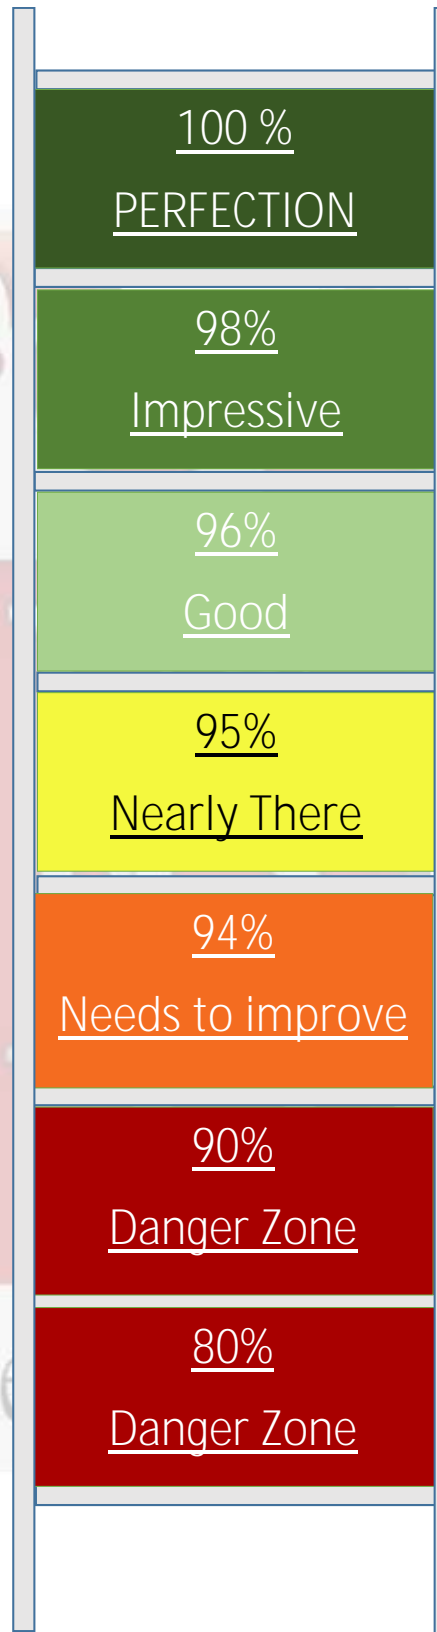 100 %
PERFECTION
98%
Impressive
96%
Good
95%
Nearly There
94%
Needs to improve
90%
Danger Zone
80%
Danger Zone